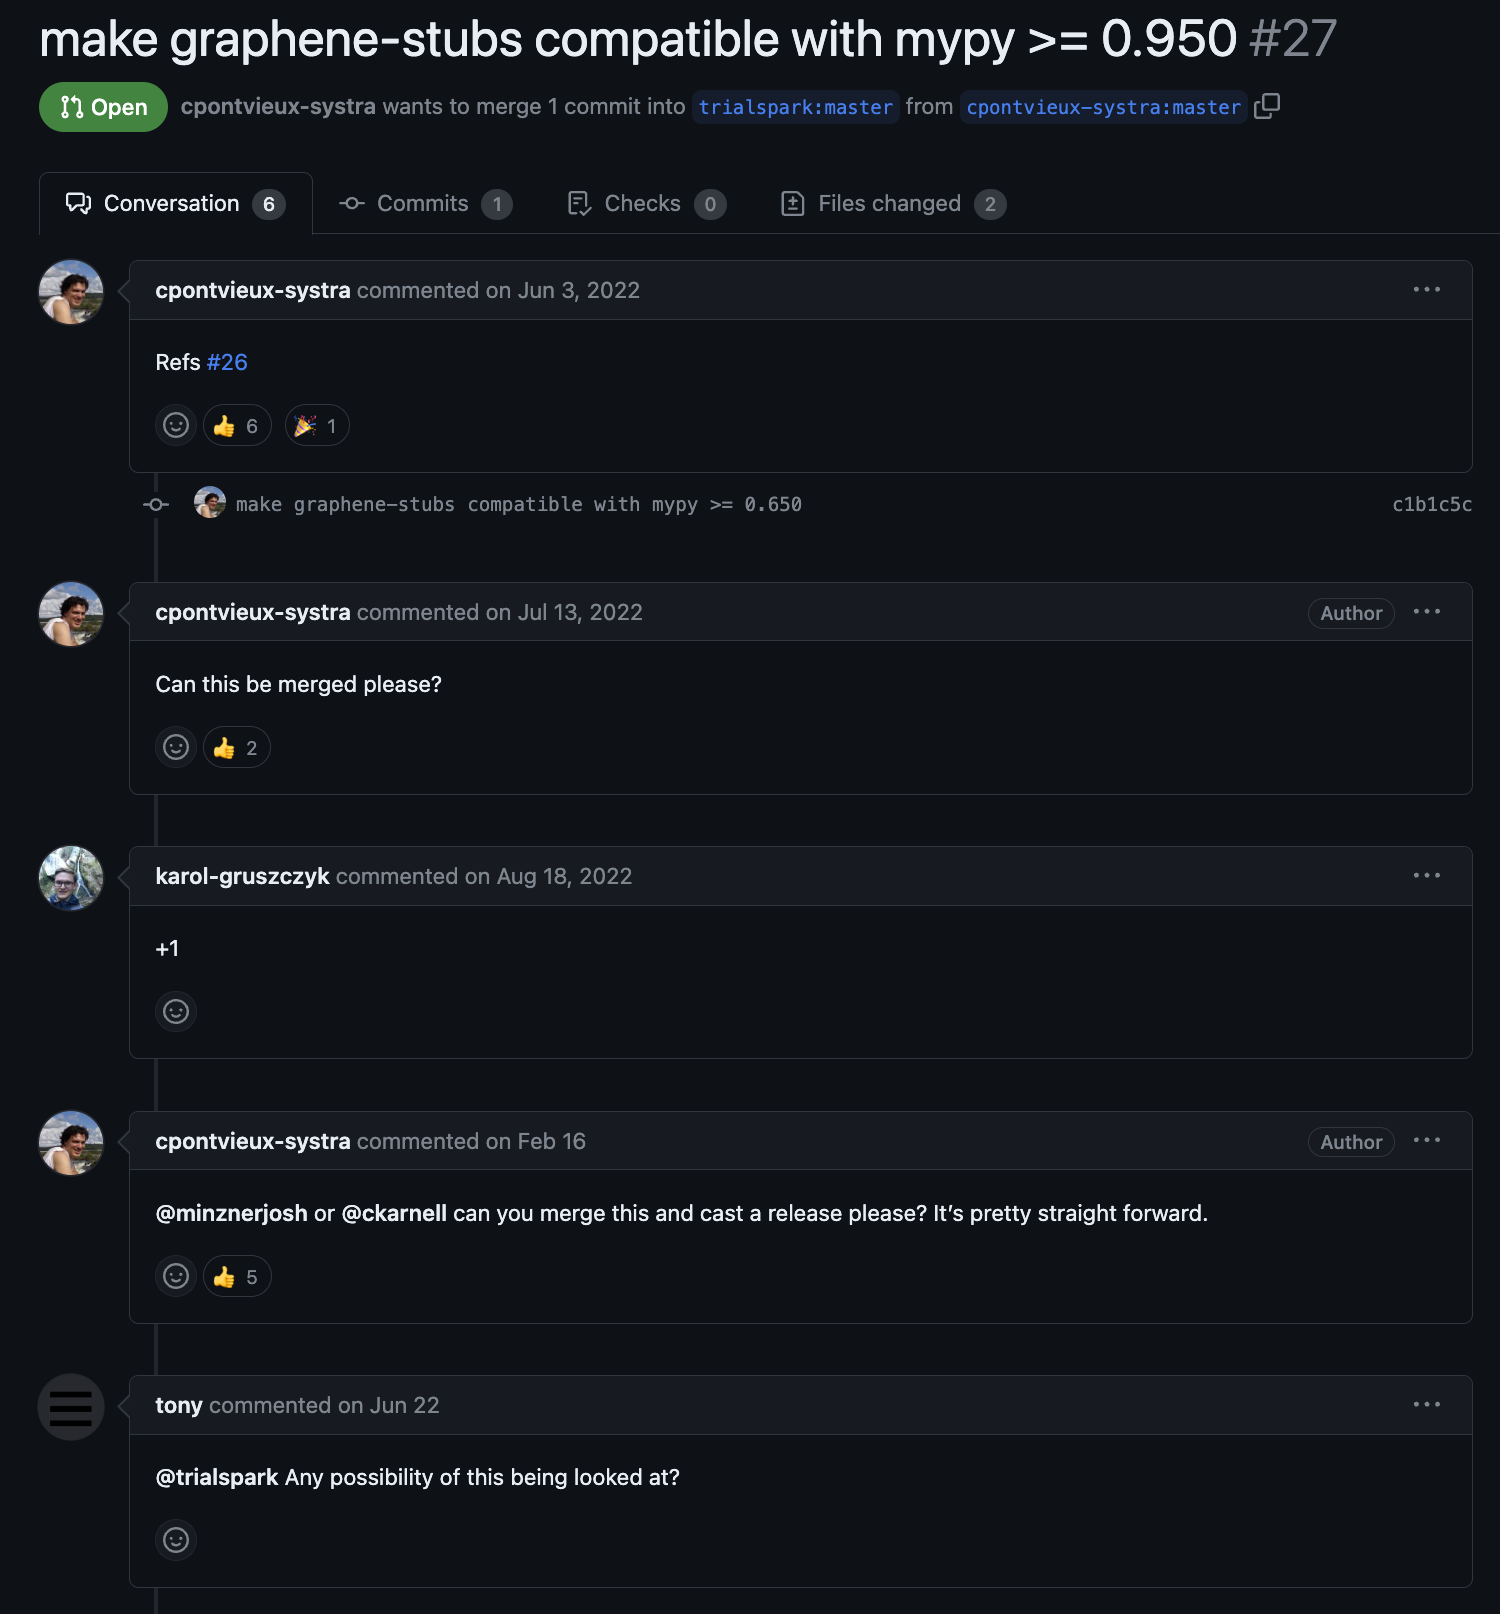 make graphene-stubs compatible with mypy >= 0.950 #27
Open cpontvieux-systra wants to merge 1 commit into trialspark:master from cpontvieux-systra:master
Conversation 6 Commits 1 Checks 0 Files changed 2
cpontvieux-systra commented on Jun 3, 2022
Refs #26
👍 6 🎉 1
make graphene-stubs compatible with mypy >= 0.650 c1b1c5c
cpontvieux-systra commented on Jul 13, 2022 Author
Can this be merged please?
👍 2
karol-gruszczyk commented on Aug 18, 2022
+1
cpontvieux-systra commented on Feb 16 Author
@minznerjosh or @ckarnell can you merge this and cast a release please? It’s pretty straight forward.
👍 5
tony commented on Jun 22
@trialspark Any possibility of this being looked at?